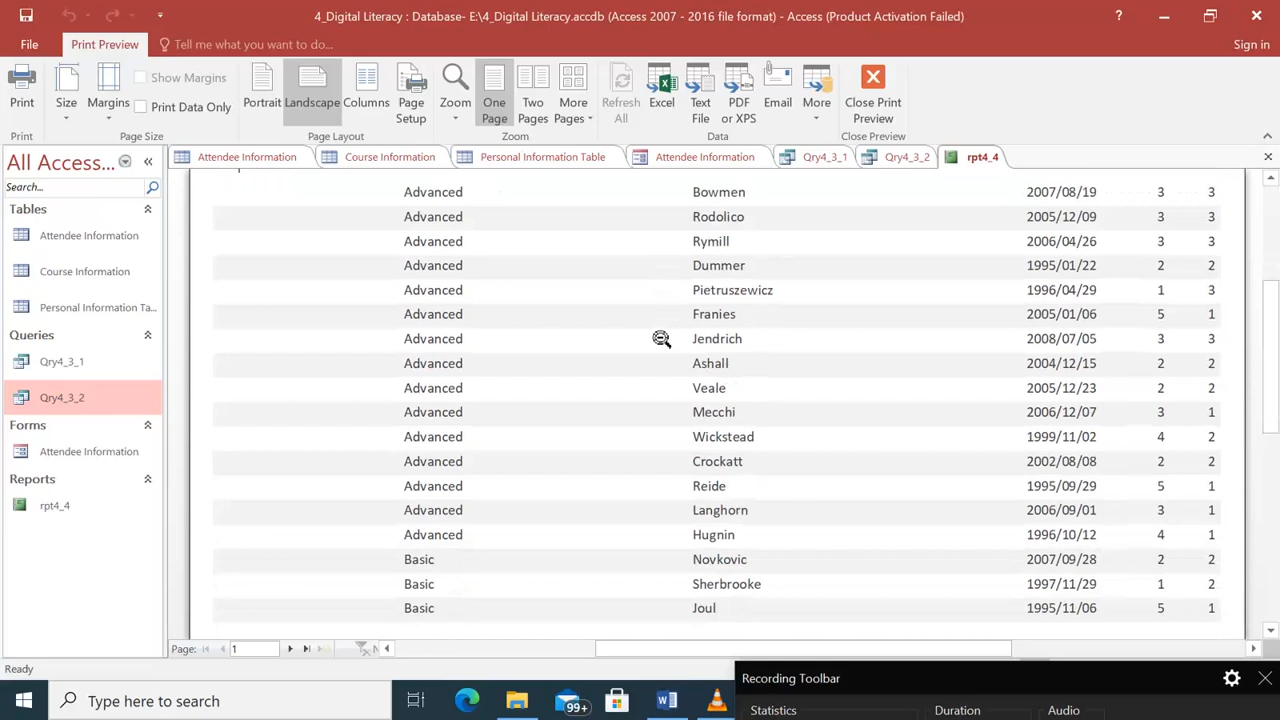 4_Digital Literacy : Database- E:\4_Digital Literacy.accdb (Access 2007 - 2016 file format) - Access (Product Activation Failed)
File Print Preview Tell me what you want to do... Sign in
Print Size Margins Show Margins Print Data Only Portrait Landscape Columns Page Setup Zoom One Page Two Pages More Pages Refresh All Excel Text File PDF or XPS Email More Close Print Preview
Print Page Size Page Layout Zoom Data Close Preview
All Access... Attendee Information Course Information Personal Information Table Attendee Information Qry4_3_1 Qry4_3_2 rpt4_4
Search...
Tables
Attendee Information
Course Information
Personal Information Ta...
Queries
Qry4_3_1
Qry4_3_2
Forms
Attendee Information
Reports
rpt4_4
Advanced Bowmen 2007/08/19 3 3
Advanced Rodolico 2005/12/09 3 3
Advanced Rymill 2006/04/26 3 3
Advanced Dummer 1995/01/22 2 2
Advanced Pietruszewicz 1996/04/29 1 3
Advanced Franies 2005/01/06 5 1
Advanced Jendrich 2008/07/05 3 3
Advanced Ashall 2004/12/15 2 2
Advanced Veale 2005/12/23 2 2
Advanced Mecchi 2006/12/07 3 1
Advanced Wickstead 1999/11/02 4 2
Advanced Crockatt 2002/08/08 2 2
Advanced Reide 1995/09/29 5 1
Advanced Langhorn 2006/09/01 3 1
Advanced Hugnin 1996/10/12 4 1
Basic Novkovic 2007/09/28 2 2
Basic Sherbrooke 1997/11/29 1 2
Basic Joul 1995/11/06 5 1
Page: 1
Ready
Recording Toolbar
Type here to search 99+
Statistics Duration Audio